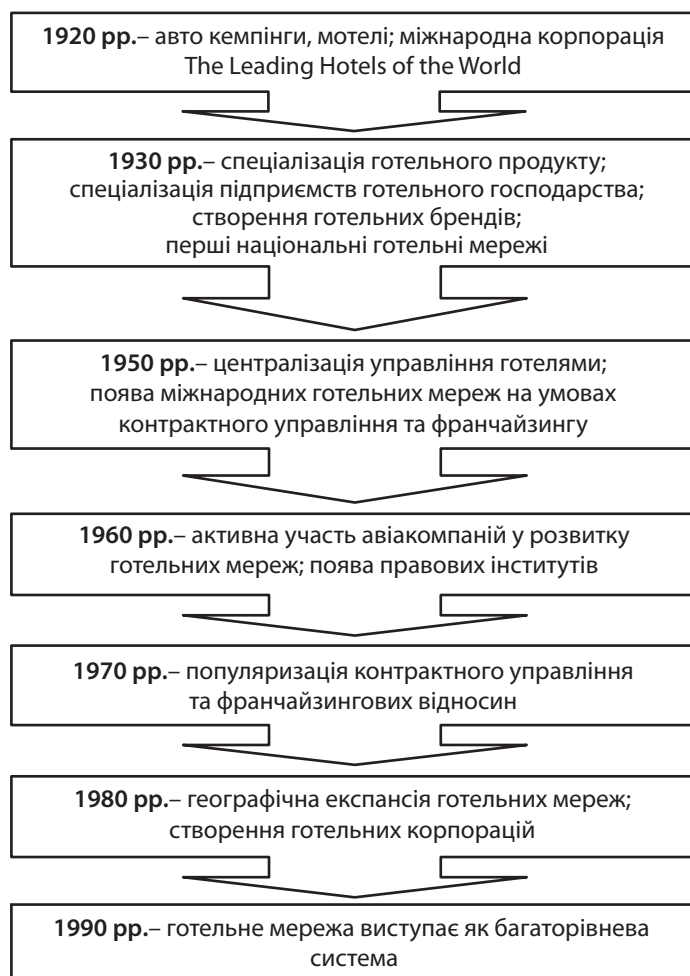 1920 рр.– авто кемпінги, мотелі; міжнародна корпорація
The Leading Hotels of the World
1930 рр.– спеціалізація готельного продукту;
спеціалізація підприємств готельного господарства;
створення готельних брендів;
перші національні готельні мережі
1950 рр.– централізація управління готелями;
поява міжнародних готельних мереж на умовах
контрактного управління та франчайзингу
1960 рр.– активна участь авіакомпаній у розвитку
готельних мереж; поява правових інститутів
1970 рр.– популяризація контрактного управління
та франчайзингових відносин
1980 рр.– географічна експансія готельних мереж;
створення готельних корпорацій
1990 рр.– готельне мережа виступає як багаторівнева
система